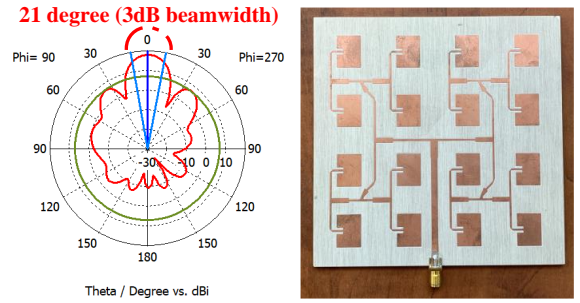 21 degree (3dB beamwidth)
0
Phi= 90 30 30 Phi=270
60 60
90 -30 -10 0 10 90
120 120
150 150
180
Theta / Degree vs. dBi